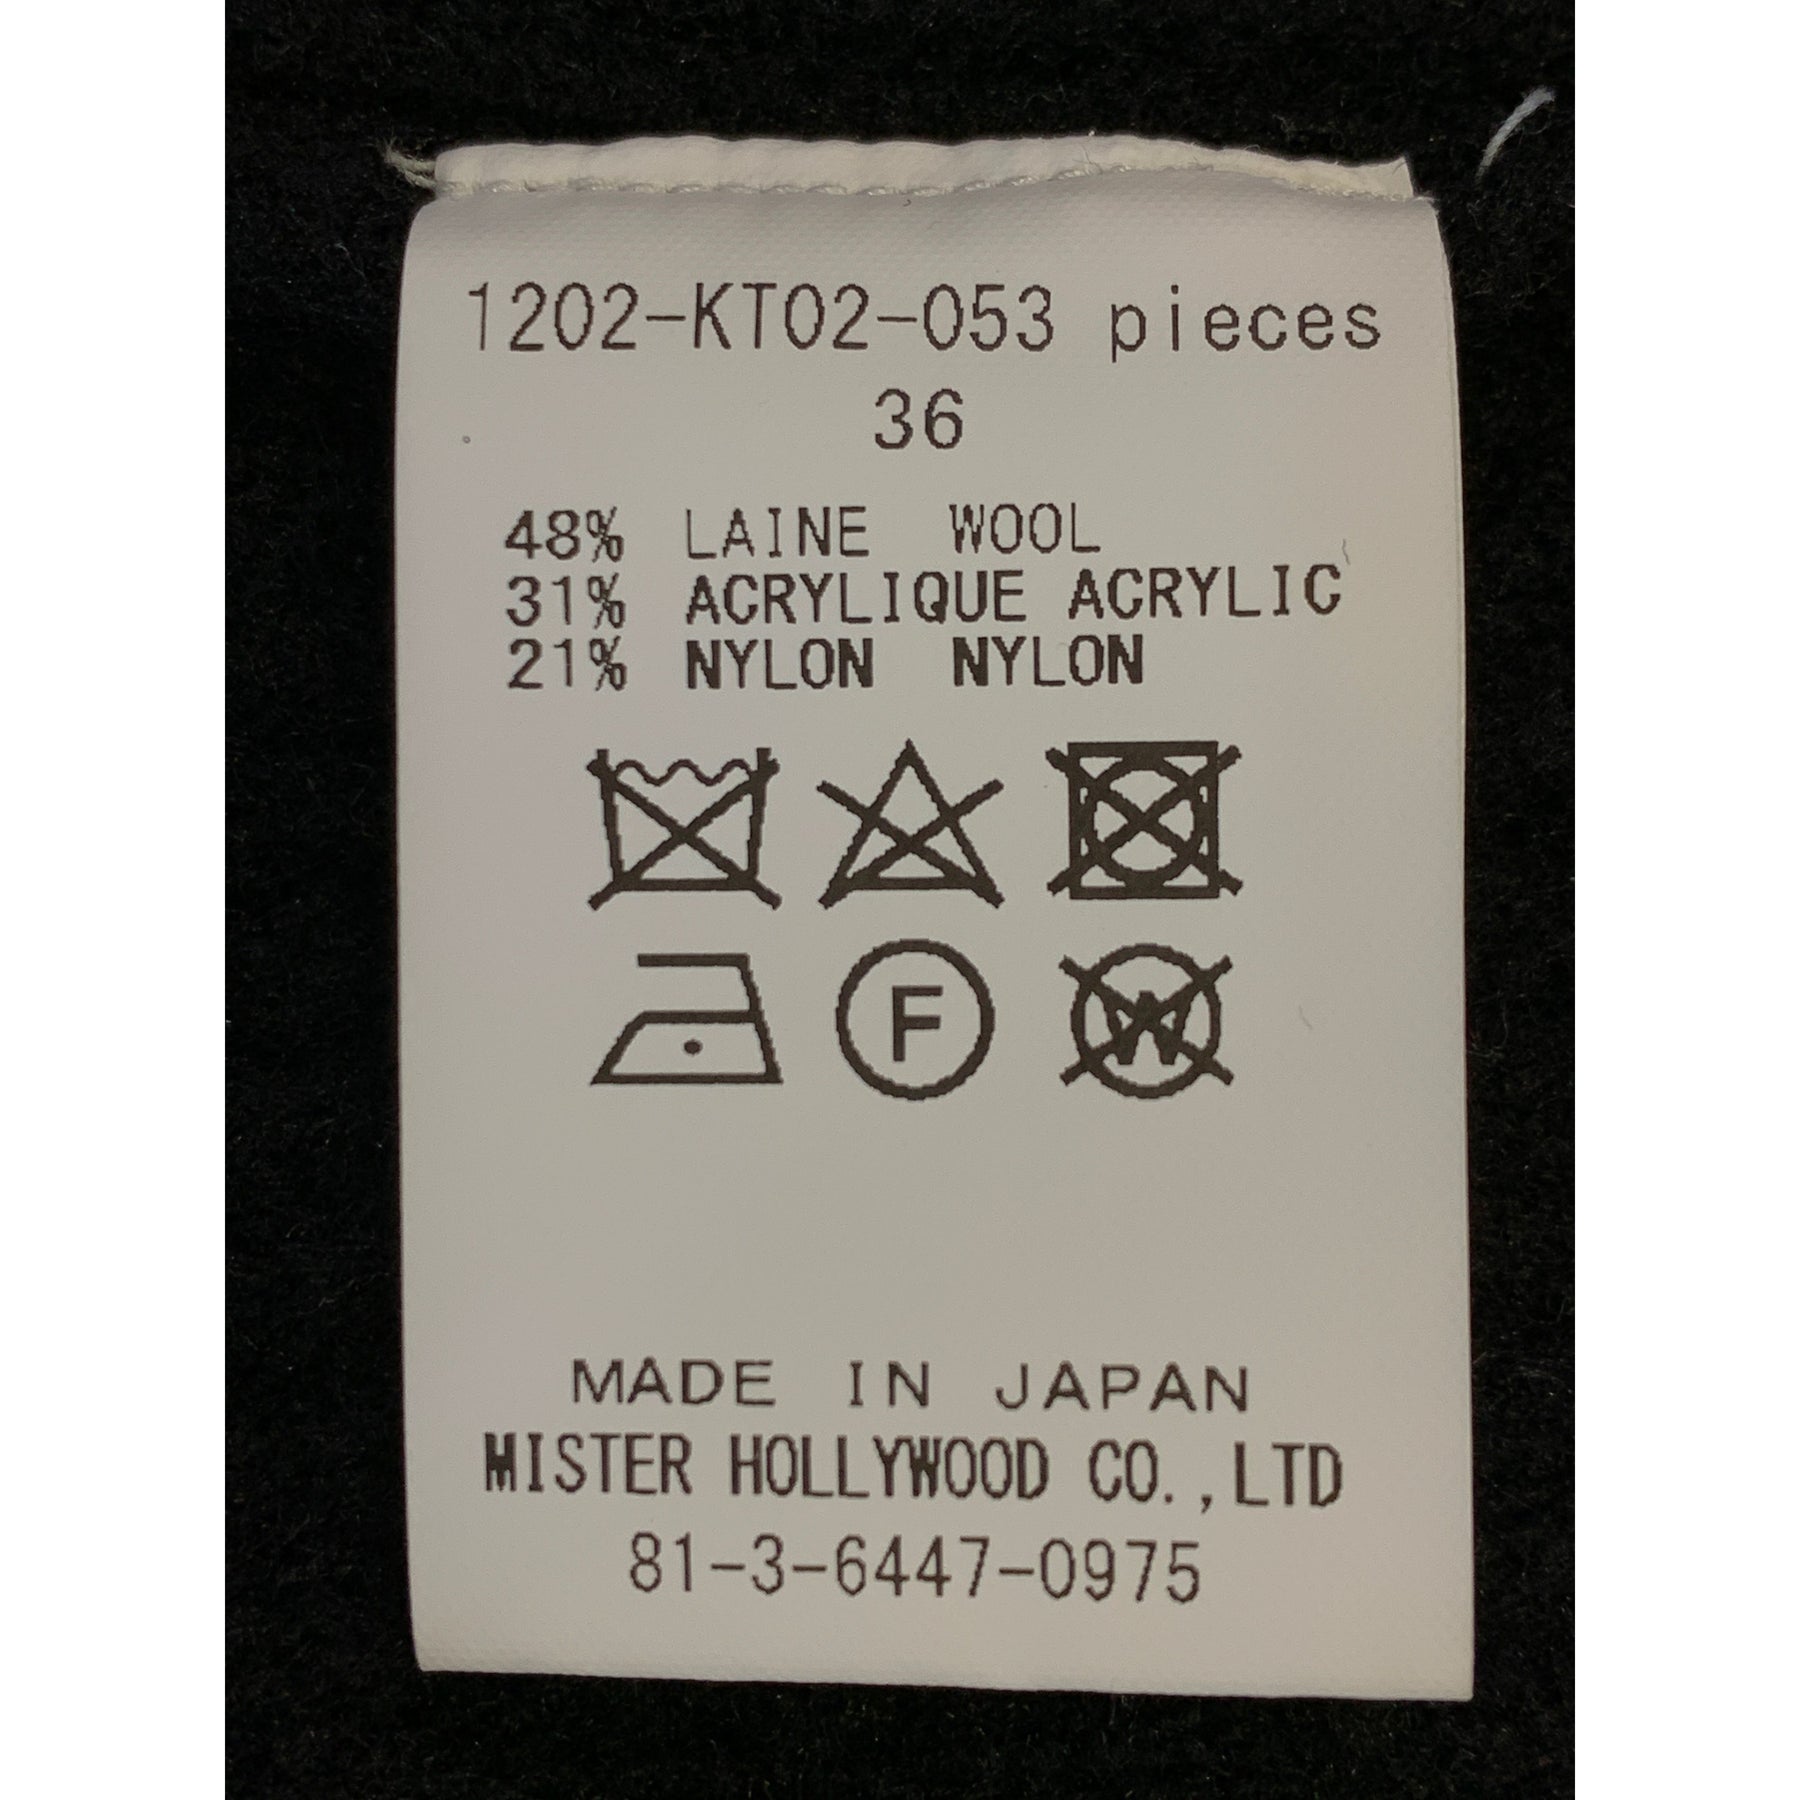 1202-KT02-053 pieces
36
48% LAINE WOOL
31% ACRYLIQUE ACRYLIC
21% NYLON NYLON
F
W
MADE IN JAPAN
MISTER HOLLYWOOD CO.,LTD
81-3-6447-0975